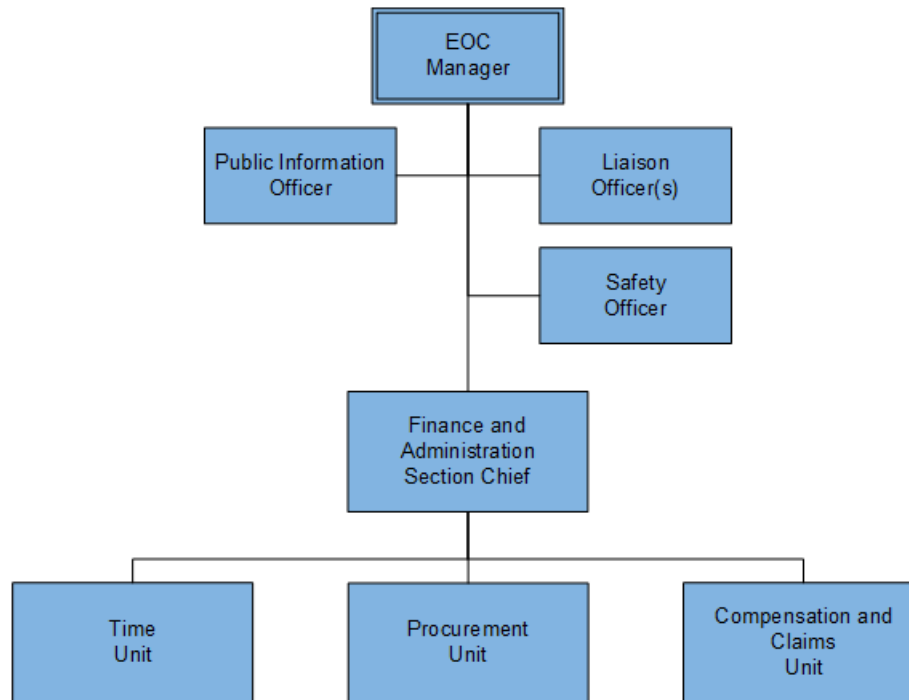 EOC
Manager
Public Information
Officer
Liaison
Officer(s)
Safety
Officer
Finance and
Administration
Section Chief
Time
Unit
Procurement
Unit
Compensation and
Claims
Unit